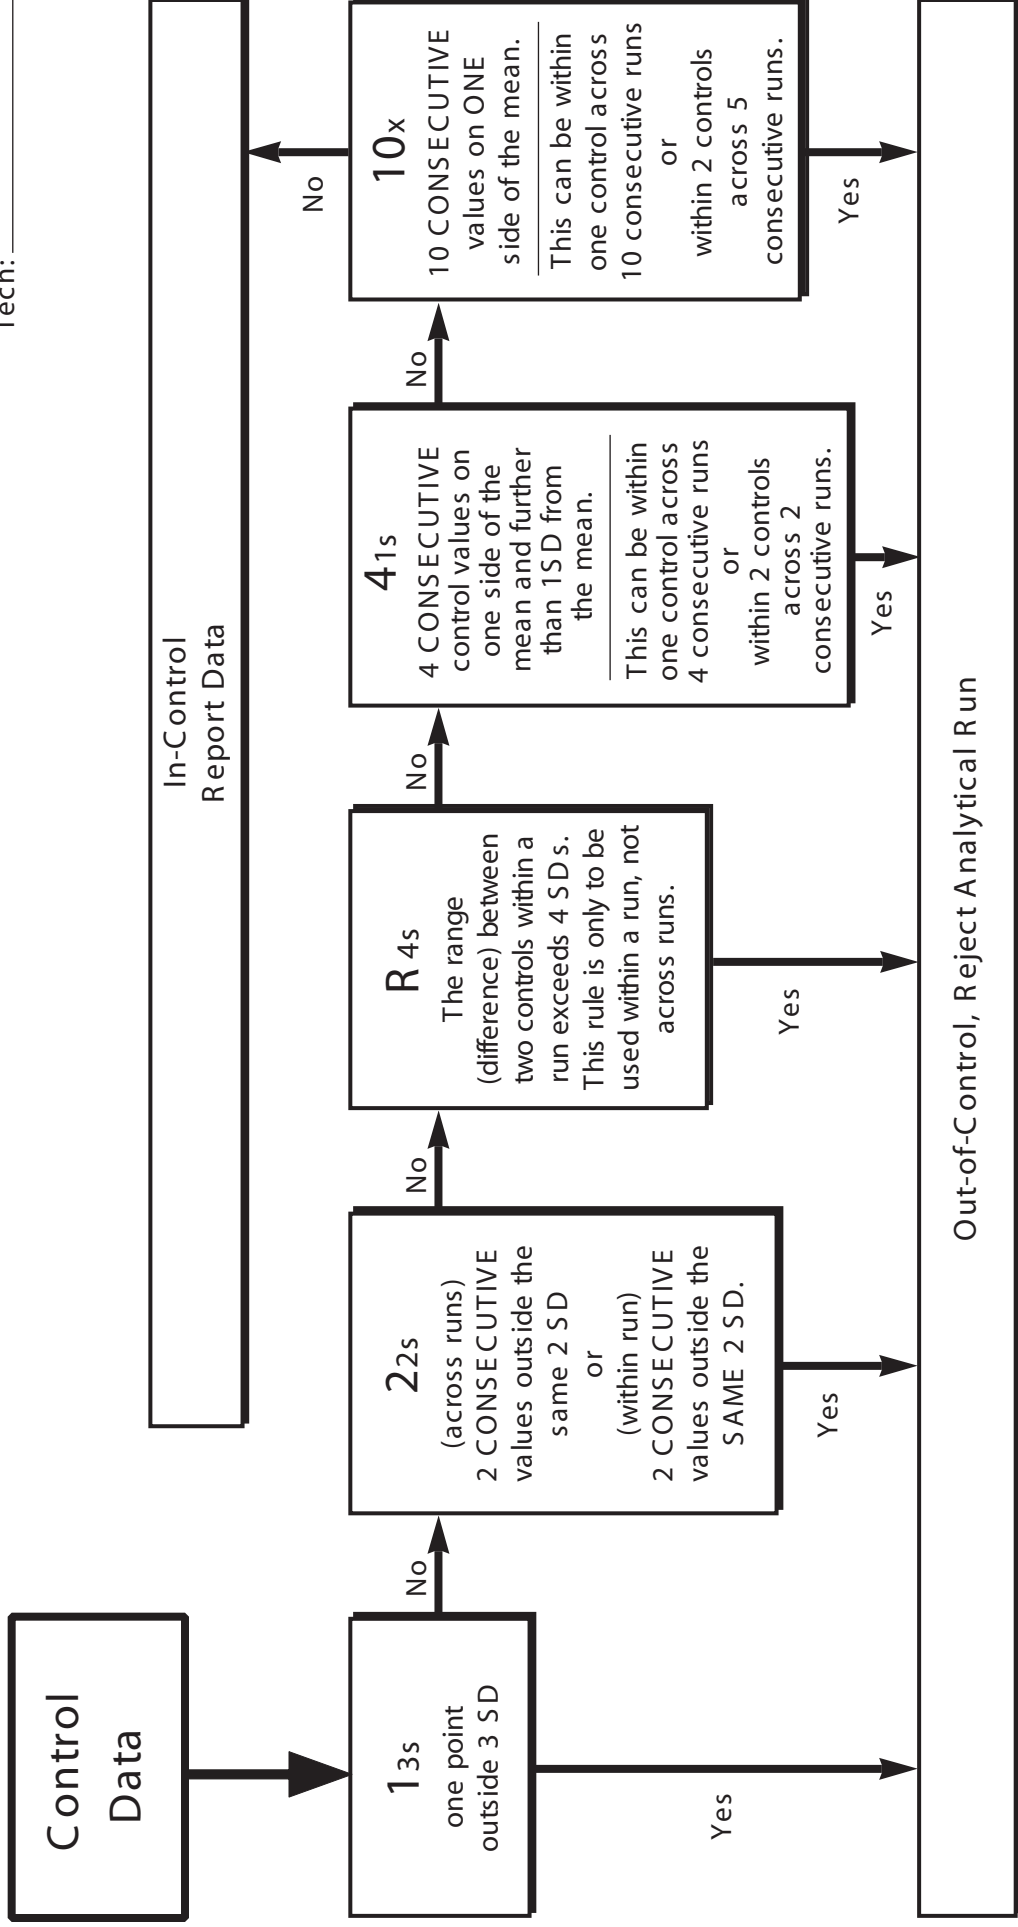 Tech:
Control
Data
In-Control
Report Data
13s
one point
outside 3 SD
Yes
No
22s
(across runs)
2 CONSECUTIVE
values outside the
same 2 SD
or
(within run)
2 CONSECUTIVE
values outside the
SAME 2 SD.
Yes
No
R 4s
The range
(difference) between
two controls within a
run exceeds 4 SDs.
This rule is only to be
used within a run, not
across runs.
Yes
No
41s
4 CONSECUTIVE
control values on
one side of the
mean and further
than 1SD from
the mean.
This can be within
one control across
4 consecutive runs
or
within 2 controls
across 2
consecutive runs.
Yes
No
10x
10 CONSECUTIVE
values on ONE
side of the mean.
This can be within
one control across
10 consecutive runs
or
within 2 controls
across 5
consecutive runs.
Yes
No
Out-of-Control, Reject Analytical Run